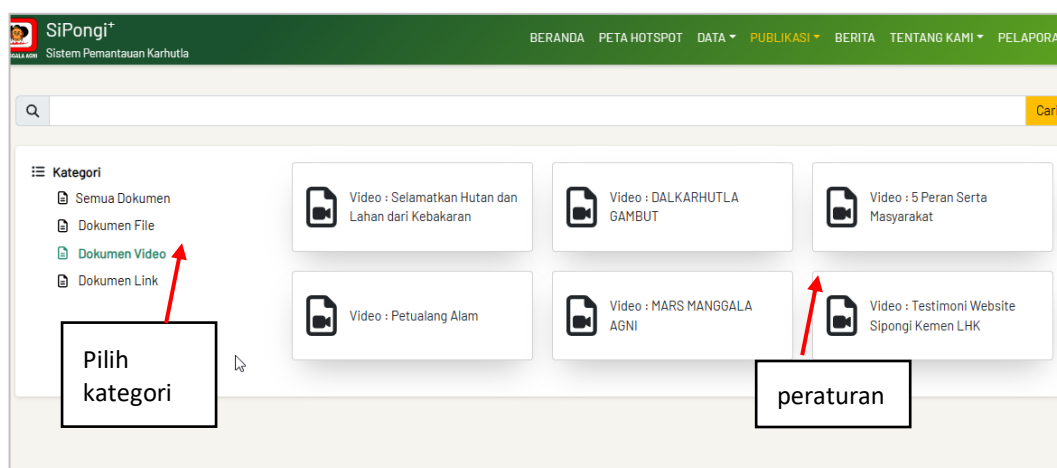 SiPongi+
Sistem Pemantauan Karhutla
BERANDA PETA HOTSPOT DATA PUBLIKASI BERITA TENTANG KAMI PELAPORA
Cari
Kategori
Semua Dokumen
Dokumen File
Dokumen Video
Dokumen Link
Video : Selamatkan Hutan dan
Lahan dari Kebakaran
Video : DALKARHUTLA
GAMBUT
Video : 5 Peran Serta
Masyarakat
Video : Petualang Alam
Video : MARS MANGGALA
AGNI
Video : Testimoni Website
Sipongi Kemen LHK
Pilih
kategori
peraturan